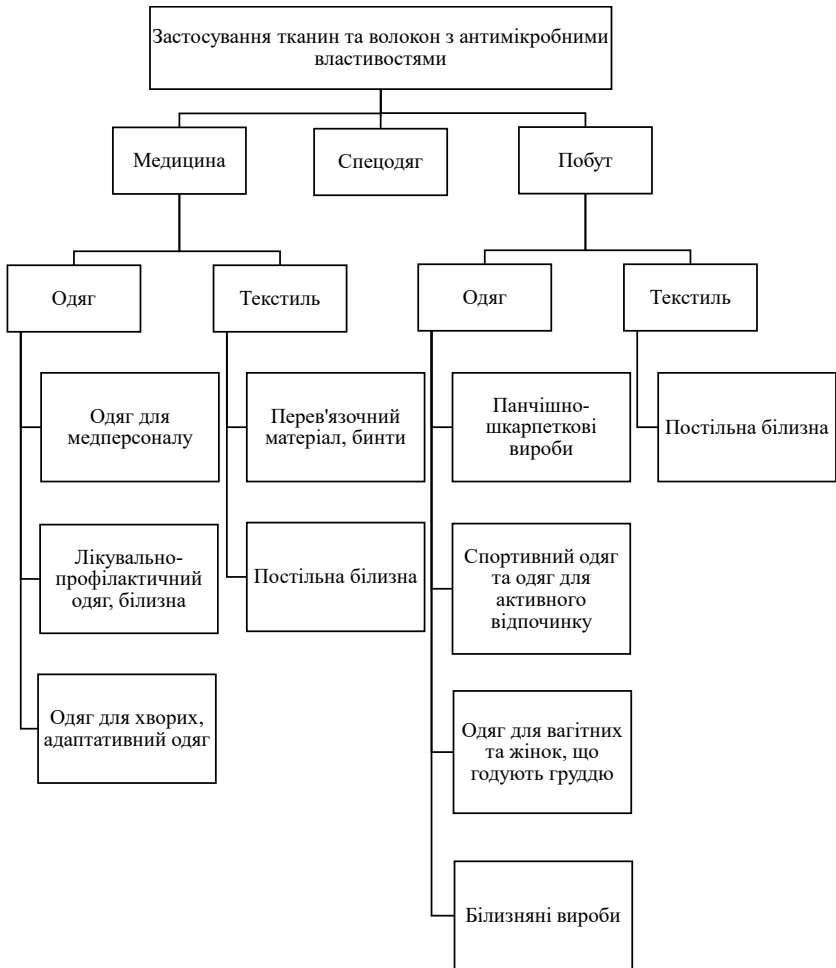 Застосування тканин та волокон з антимікробними
властивостями
Медицина
Спецодяг
Побут
Одяг
Текстиль
Одяг
Текстиль
Одяг для
медперсоналу
Перев'язочний
матеріал, бинти
Панчішно-
шкарпеткові
вироби
Постільна білизна
Лікувально-
профілактичний
одяг, білизна
Постільна білизна
Спортивний одяг
та одяг для
активного
відпочинку
Одяг для хворих,
адаптативний одяг
Одяг для вагітних
та жінок, що
годують груддю
Білизняні вироби